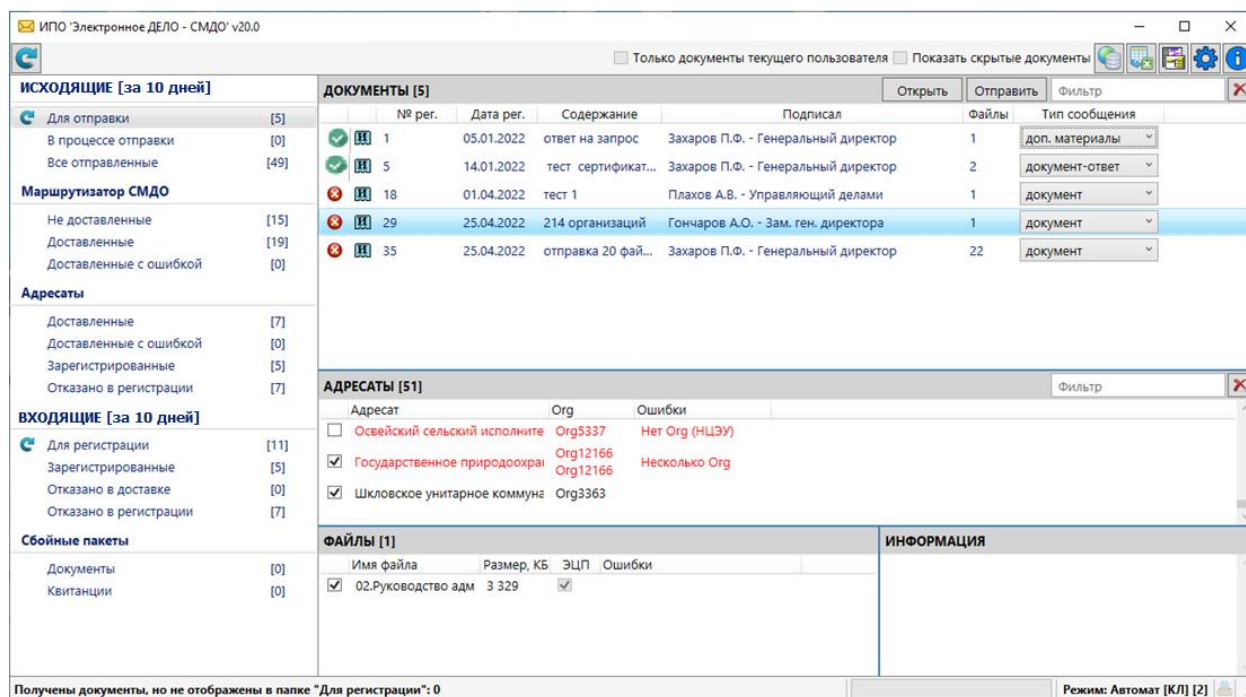 ИПО 'Электронное ДЕЛО - СМДО' v20.0
Только документы текущего пользователя Показать скрытые документы
ИСХОДЯЩИЕ [за 10 дней]
Для отправки [5]
В процессе отправки [0]
Все отправленные [49]
Маршрутизатор СМДО
Не доставленные [15]
Доставленные [19]
Доставленные с ошибкой [0]
Адресаты
Доставленные [7]
Доставленные с ошибкой [0]
Зарегистрированные [5]
Отказано в регистрации [7]
ВХОДЯЩИЕ [за 10 дней]
Для регистрации [11]
Зарегистрированные [5]
Отказано в доставке [0]
Отказано в регистрации [7]
Сбойные пакеты
Документы [0]
Квитанции [0]
ДОКУМЕНТЫ [5] Открыть Отправить Фильтр
№ рег. Дата рег. Содержание Подписал Файлы Тип сообщения
1 05.01.2022 ответ на запрос Захаров П.Ф. - Генеральный директор 1 доп. материалы
5 14.01.2022 тест сертификат... Захаров П.Ф. - Генеральный директор 2 документ-ответ
18 01.04.2022 тест 1 Плахов А.В. - Управляющий делами 1 документ
29 25.04.2022 214 организаций Гончаров А.О. - Зам. ген. директора 1 документ
35 25.04.2022 отправка 20 фай... Захаров П.Ф. - Генеральный директор 22 документ
АДРЕСАТЫ [51] Фильтр
Адресат Org Ошибки
Освейский сельский исполните Org5337 Нет Org (НЦЭУ)
Государственное природоохра Org12166 Несколько Org
Org12166
Шкловское унитарное коммуна Org3363
ФАЙЛЫ [1]
Имя файла Размер, КБ ЭЦП Ошибки
02.Руководство адм 3 329
ИНФОРМАЦИЯ
Получены документы, но не отображены в папке "Для регистрации": 0
Режим: Автомат [КЛ] [2]